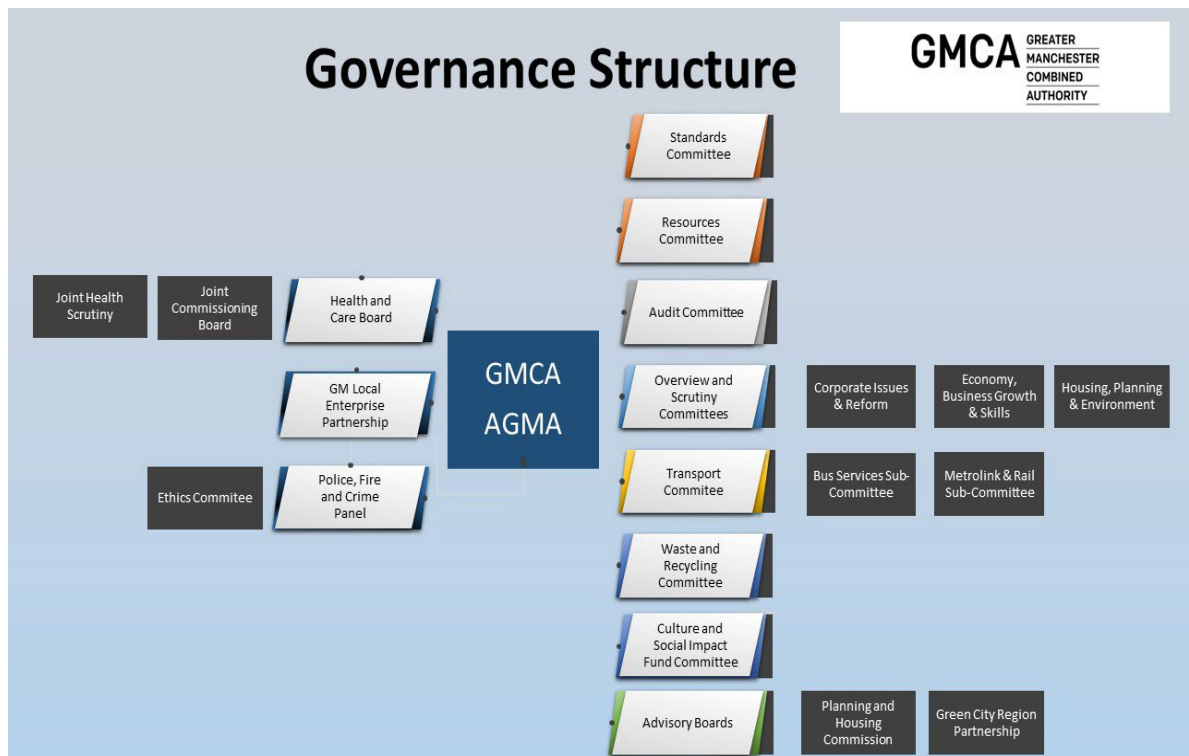 Governance Structure
GMCA
GREATER
MANCHESTER
COMBINED
AUTHORITY
Standards
Committee
Resources
Committee
Joint Health
Scrutiny
Joint
Commissioning
Board
Health and
Care Board
Audit Committee
GM Local
Enterprise
Partnership
GMCA
AGMA
Overview and
Scrutiny
Committees
Corporate Issues
& Reform
Economy,
Business Growth
& Skills
Housing, Planning
& Environment
Ethics Commitee
Police, Fire
and Crime
Panel
Transport
Commitee
Bus Services Sub-
Committee
Metrolink & Rail
Sub-Committee
Waste and
Recycling
Committee
Culture and
Social Impact
Fund Committee
Advisory Boards
Planning and
Housing
Commission
Green City Region
Partnership